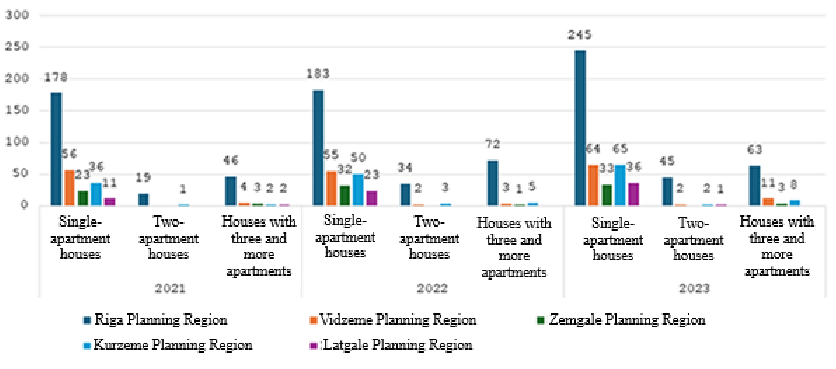 300
250
200
150
100
50
0
178 56 23 36 11
19 1
46 4 3 2 2
183 55 32 50 23
34 2 3
72 3 1 5
245 64 33 65 36
45 2 2 1
63 11 3 8
Single-
apartment
houses
Two-
apartment
houses
Houses with
three and
more
apartments
Single-
apartment
houses
Two-
apartment
houses
Houses with
three and
more
apartments
Single-
apartment
houses
Two-
apartment
houses
Houses with
three and
more
apartments
2021 2022 2023
Riga Planning Region Vidzeme Planning Region Zemgale Planning Region
Kurzeme Planning Region Latgale Planning Region